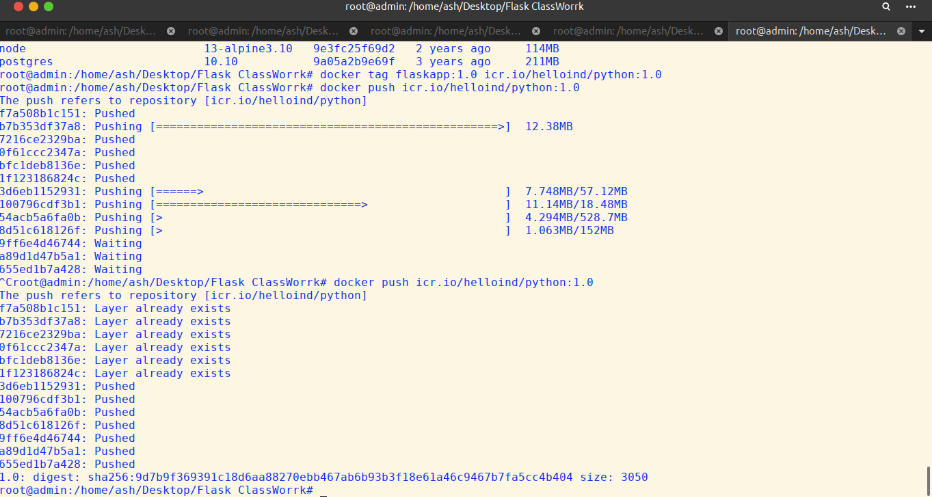 root@admin: /home/ash/Desktop/Flask ClassWorrk
root@admin: /home/ash/Desk... root@admin: /home/ash/Desk... root@admin: /home/ash/Desk... root@admin: /home/ash/Desk... root@admin: /home/ash/Desk...
node 13-alpine3.10 9e3fc25f69d2 2 years ago 114MB
postgres 10.10 9a05a2b9e69f 3 years ago 211MB
root@admin:/home/ash/Desktop/Flask ClassWorrk# docker tag flaskapp:1.0 icr.io/helloind/python:1.0
root@admin:/home/ash/Desktop/Flask ClassWorrk# docker push icr.io/helloind/python:1.0
The push refers to repository [icr.io/helloind/python]
f7a508b1c151: Pushed
b7b353df37a8: Pushing [==================================================>] 12.38MB
7216ce2329ba: Pushed
0f61ccc2347a: Pushed
bfc1deb8136e: Pushed
1f123186824c: Pushed
3d6eb1152931: Pushing [======> ] 7.748MB/57.12MB
100796cdf3b1: Pushing [==============================> ] 11.14MB/18.48MB
54acb5a6fa0b: Pushing [> ] 4.294MB/528.7MB
8d51c618126f: Pushing [> ] 1.063MB/152MB
9ff6e4d46744: Waiting
a89d1d47b5a1: Waiting
655ed1b7a428: Waiting
^Croot@admin:/home/ash/Desktop/Flask ClassWorrk# docker push icr.io/helloind/python:1.0
The push refers to repository [icr.io/helloind/python]
f7a508b1c151: Layer already exists
b7b353df37a8: Layer already exists
7216ce2329ba: Layer already exists
0f61ccc2347a: Layer already exists
bfc1deb8136e: Layer already exists
1f123186824c: Layer already exists
3d6eb1152931: Pushed
100796cdf3b1: Pushed
54acb5a6fa0b: Pushed
8d51c618126f: Pushed
9ff6e4d46744: Pushed
a89d1d47b5a1: Pushed
655ed1b7a428: Pushed
1.0: digest: sha256:9d7b9f369391c18d6aa88270ebb467ab6b93b3f18e61a46c9467b7fa5cc4b404 size: 3050
root@admin:/home/ash/Desktop/Flask ClassWorrk#